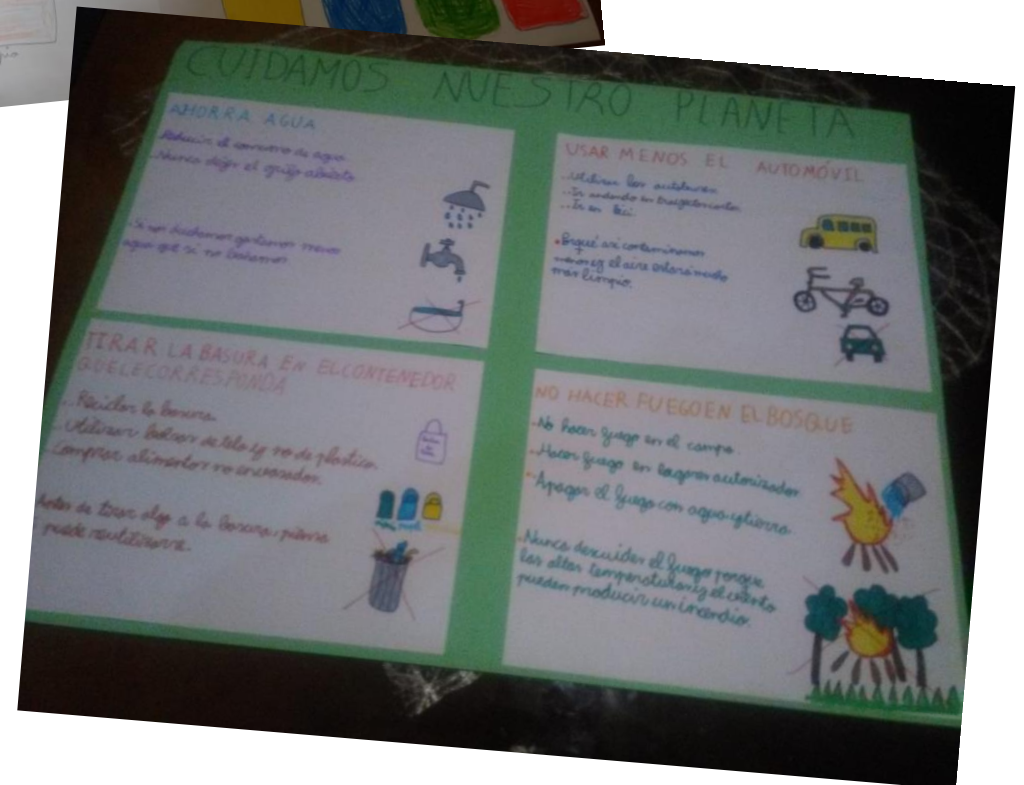 CUIDAMOS NUESTRO PLANETA
AHORRA AGUA
-Reducir el consumo de agua.
-Nunca dejar el grifo abierto
-Si nos duchamos gastamos menos
agua que si nos bañamos
USAR MENOS EL AUTOMÓVIL
-Utilizar los autobuses
-Ir andando en trayectos cortos
-Ir en bici.
Porqué así contaminamos
menos y el aire estará mucho
más limpio.
TIRAR LA BASURA EN EL CONTENEDOR
QUE LE CORRESPONDA
-Reciclar la basura.
-Utilizar bolsas de tela y no de plástico.
Comprar alimentos no envasados.
Antes de tirar algo a la basura, piensa
puede reutilizarse.
NO HACER FUEGO EN EL BOSQUE
-No hacer fuego en el campo.
-Hacer fuego en lugares autorizados
-Apagar el fuego con agua y tierra.
-Nunca descuides el fuego porque
las altas temperaturas y el viento
pueden producir un incendio.